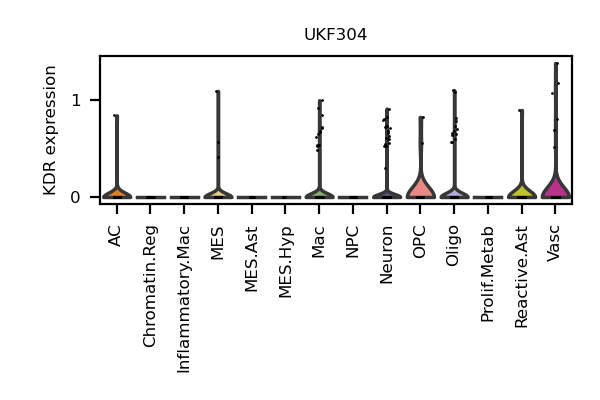 UKF304
KDR expression
1
0
AC
Chromatin.Reg
Inflammatory.Mac
MES
MES.Ast
MES.Hyp
Mac
NPC
Neuron
OPC
Oligo
Prolif.Metab
Reactive.Ast
Vasc